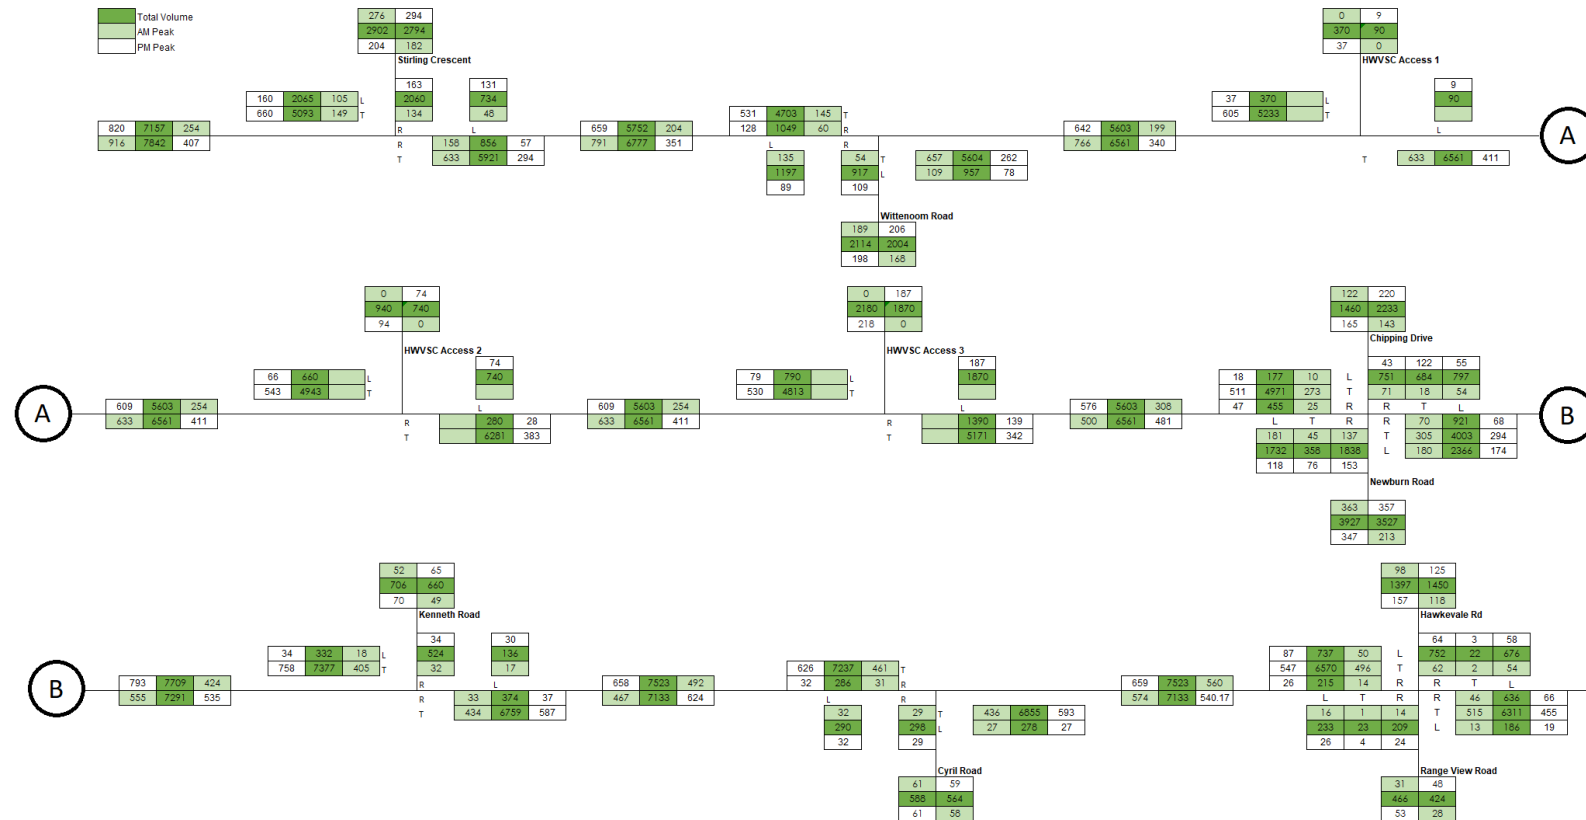 Total Volume
AM Peak
PM Peak
276 294
2902 2794
204 182
Stirling Crescent
0 9
370 90
37 0
HWVSC Access 1
160 2065 105 L
660 5093 149 T
163
2060
134
131
734
48
820 7157 254
916 7842 407
R L
R
T
158 856 57
633 5921 294
659 5752 204
791 6777 351
531 4703 145 T
128 1049 60 R
L R
135
1197
89
54
917
109
T
L
657 5604 262
109 957 78
642 5603 199
766 6561 340
37 370 L
605 5233 T
9
90
L
T 633 6561 411
A
Wittenoom Road
189 206
2114 2004
198 168
0 74
940 740
94 0
HWVSC Access 2
0 187
2180 1870
218 0
HWVSC Access 3
122 220
1460 2233
165 143
Chipping Drive
A
609 5603 254
633 6561 411
66 660 L
543 4943 T
74
740
L
R 280 28
T 6281 383
609 5603 254
633 6561 411
79 790 L
530 4813 T
187
1870
L
R 1390 139
T 5171 342
576 5603 308
500 6561 481
18 177 10 L
511 4971 273 T
47 455 25 R
43 122 55
751 684 797
71 18 54
R T L
L T R
181 45 137
1732 358 1838
118 76 153
R 70 921 68
T 305 4003 294
L 180 2366 174
B
Newburn Road
363 357
3927 3527
347 213
52 65
706 660
70 49
Kenneth Road
98 125
1397 1450
157 118
Hawkevale Rd
B
793 7709 424
555 7291 535
34 332 18 L
758 7377 405 T
34
524
32
30
136
17
R L
R 33 374 37
T 434 6759 587
658 7523 492
467 7133 624
626 7237 461 T
32 286 31 R
L R
32
290
32
29
298
29
T
L
436 6855 593
27 278 27
659 7523 560
574 7133 540.17
87 737 50 L
547 6570 496 T
26 215 14 R
64 3 58
752 22 676
62 2 54
R T L
L T R
16 1 14
233 23 209
26 4 24
R 46 636 66
T 515 6311 455
L 13 186 19
Cyril Road
61 59
588 564
61 58
Range View Road
31 48
466 424
53 28